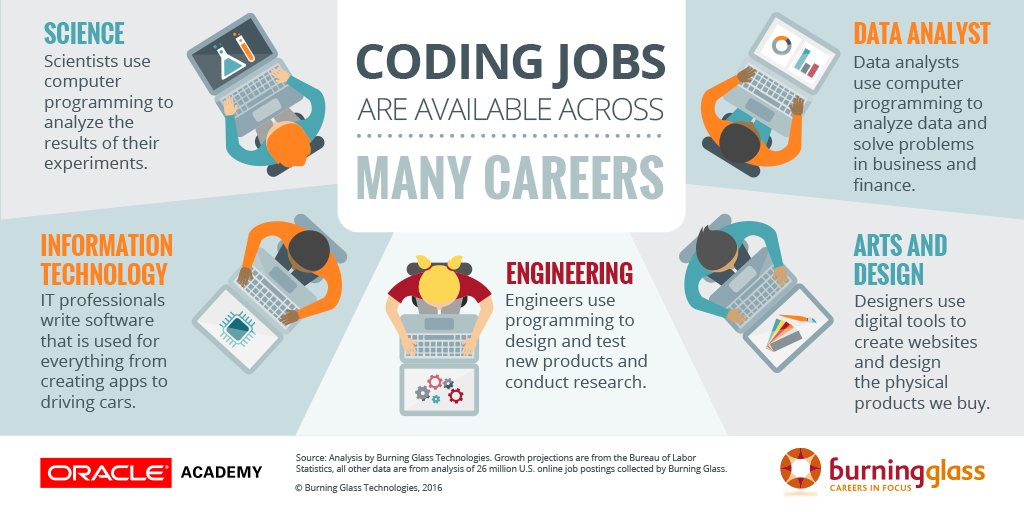 CODING JOBS
ARE AVAILABLE ACROSS
MANY CAREERS
SCIENCE
Scientists use
computer
programming to
analyze the
results of their
experiments.
DATA ANALYST
Data analysts
use computer
programming to
analyze data and
solve problems
in business and
finance.
INFORMATION
TECHNOLOGY
IT professionals
write software
that is used for
everything from
creating apps to
driving cars.
ENGINEERING
Engineers use
programming to
design and test
new products and
conduct research.
ARTS AND
DESIGN
Designers use
digital tools to
create websites
and design
the physical
products we buy.
ORACLE ACADEMY
Source: Analysis by Burning Glass Technologies. Growth projections are from the Bureau of Labor
Statistics, all other data are from analysis of 26 million U.S. online job postings collected by Burning Glass.
© Burning Glass Technologies, 2016
burningglass
CAREERS IN FOCUS